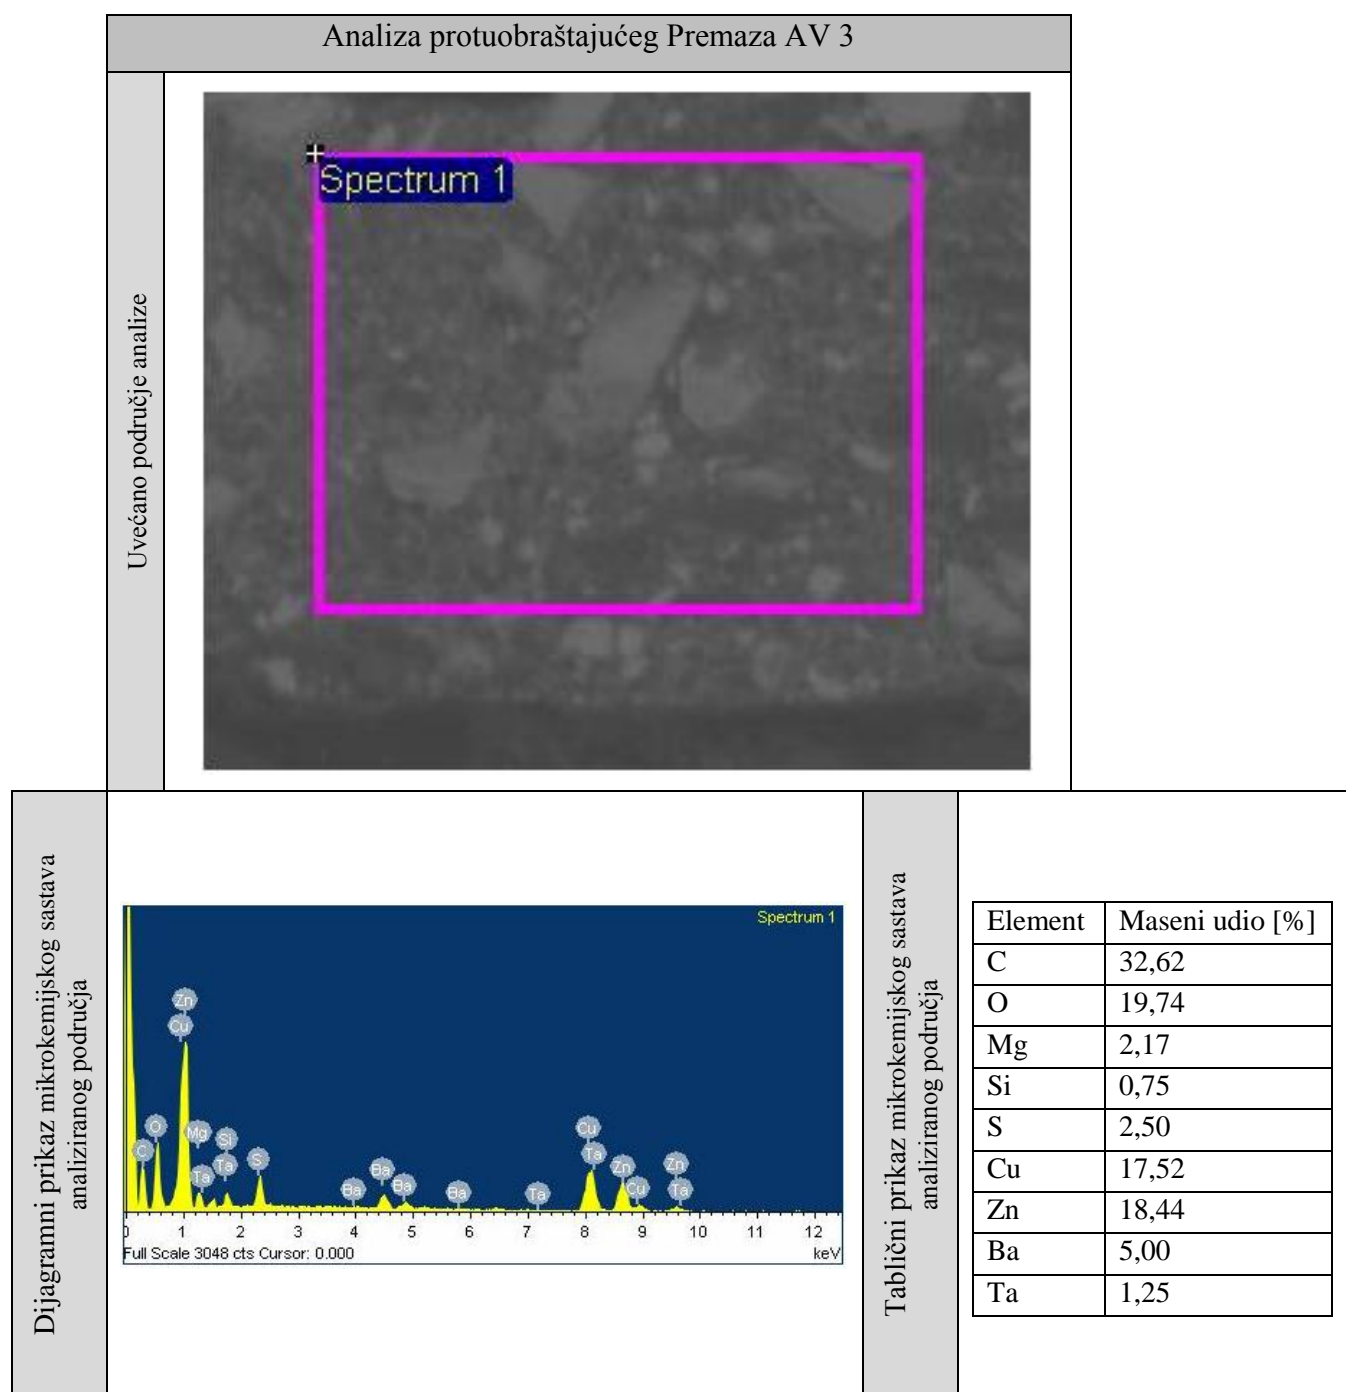 Analiza protuobraštajućeg Premaza AV 3
Uvećano područje analize
Spectrum 1
Dijagrami prikaz mikrokemijskog sastava
analiziranog područja
Spectrum 1
Zn
Cu
O
C
Mg
Ta
Si
Ta
S
Ba
Ba
Ba
Ba
Ta
Cu
Ta
Zn
Cu
Zn
Ta
0 1 2 3 4 5 6 7 8 9 10 11 12
Full Scale 3048 cts Cursor: 0.000 keV
Tablični prikaz mikrokemijskog sastava
analiziranog područja
Element Maseni udio [%]
C 32,62
O 19,74
Mg 2,17
Si 0,75
S 2,50
Cu 17,52
Zn 18,44
Ba 5,00
Ta 1,25